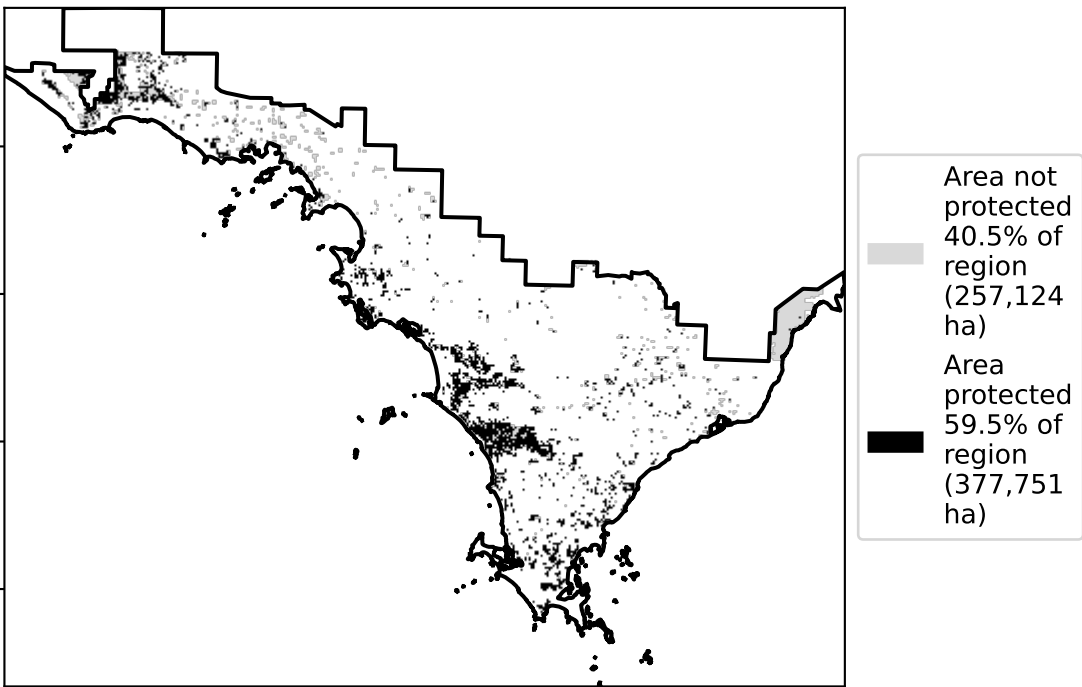 Area not
protected
40.5% of
region
(257,124
ha)
Area
protected
59.5% of
region
(377,751
ha)